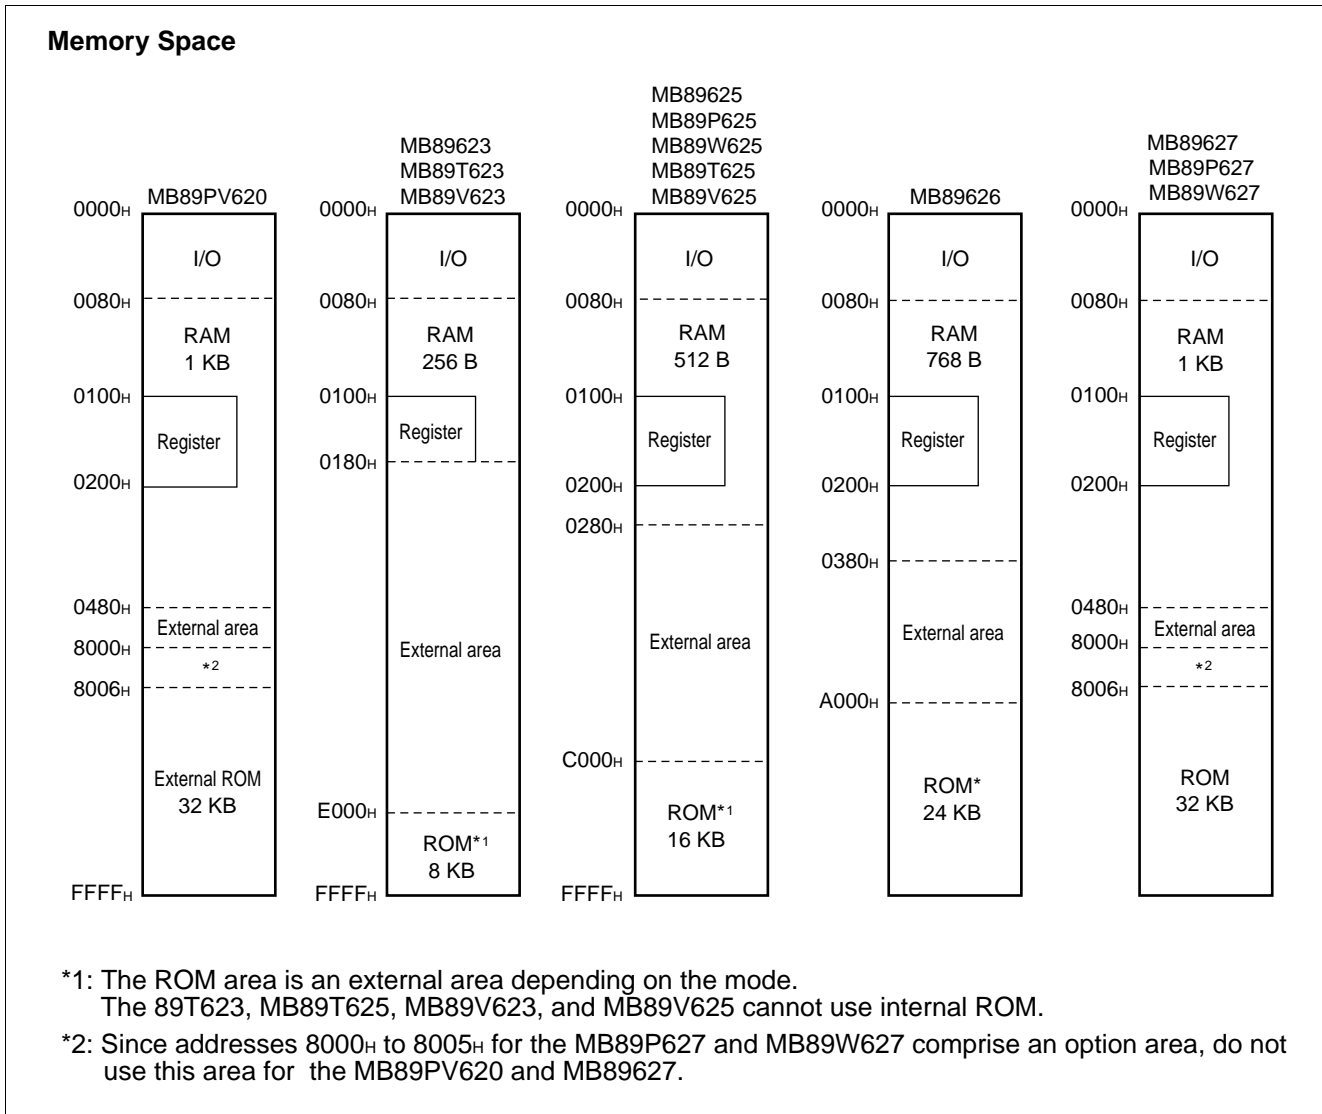 Memory Space
MB89PV620
0000H
I/O
0080H
RAM
1 KB
0100H
Register
0200H
0480H
External area
8000H
*2
8006H
External ROM
32 KB
FFFFH
MB89623
MB89T623
MB89V623
0000H
I/O
0080H
RAM
256 B
0100H
Register
0180H
External area
E000H
ROM*1
8 KB
FFFFH
MB89625
MB89P625
MB89W625
MB89T625
MB89V625
0000H
I/O
0080H
RAM
512 B
0100H
Register
0200H
0280H
External area
C000H
ROM*1
16 KB
FFFFH
MB89626
0000H
I/O
0080H
RAM
768 B
0100H
Register
0200H
0380H
External area
A000H
ROM*
24 KB
MB89627
MB89P627
MB89W627
0000H
I/O
0080H
RAM
1 KB
0100H
Register
0200H
0480H
External area
8000H
*2
8006H
ROM
32 KB
*1: The ROM area is an external area depending on the mode.
The 89T623, MB89T625, MB89V623, and MB89V625 cannot use internal ROM.
*2: Since addresses 8000H to 8005H for the MB89P627 and MB89W627 comprise an option area, do not
use this area for the MB89PV620 and MB89627.